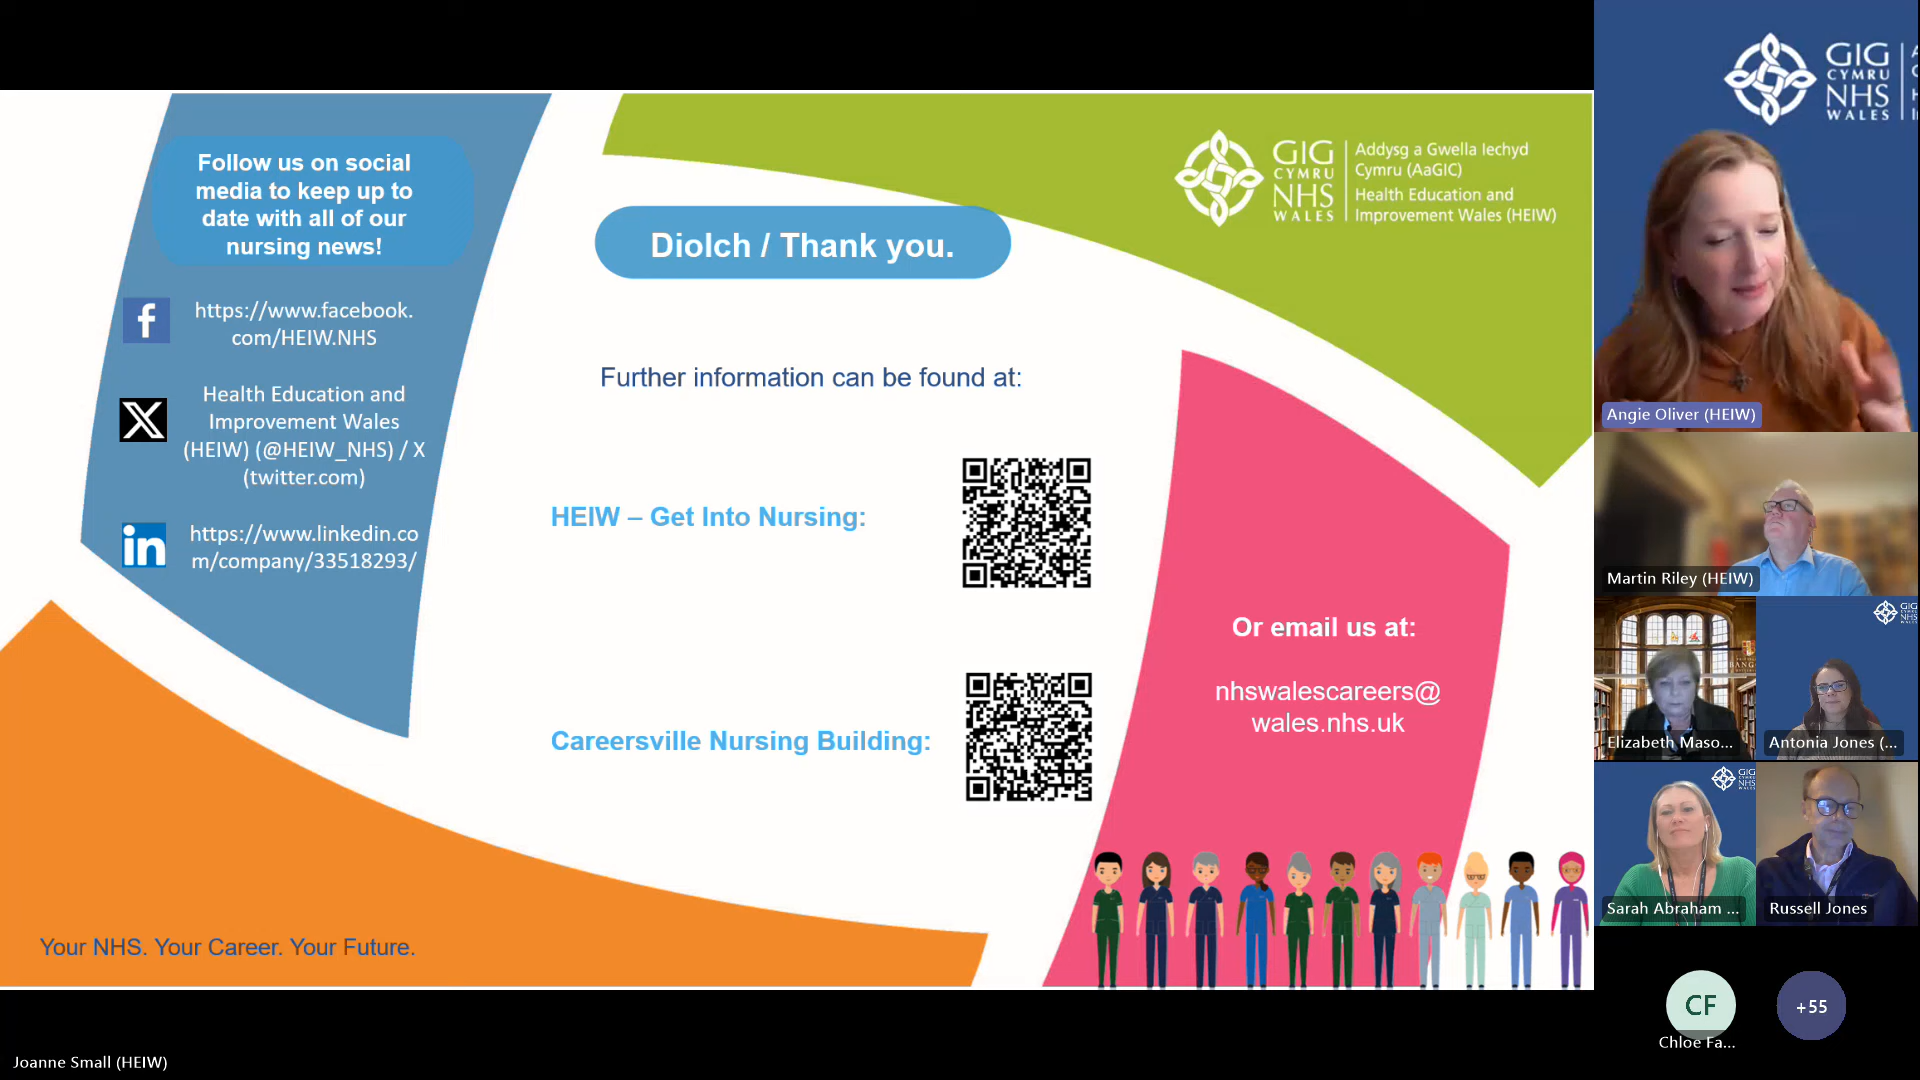 Follow us on social
media to keep up to
date with all of our
nursing news!
https://www.facebook.
com/HEIW.NHS
Health Education and
Improvement Wales
(HEIW) (@HEIW_NHS) / X
(twitter.com)
https://www.linkedin.co
m/company/33518293/
Diolch / Thank you.
Further information can be found at:
HEIW – Get Into Nursing:
Careersville Nursing Building:
GIG
CYMRU
NHS
WALES
Addysg a Gwella Iechyd
Cymru (AaGIC)
Health Education and
Improvement Wales (HEIW)
Or email us at:
nhswalescareers@
wales.nhs.uk
Your NHS. Your Career. Your Future.
Joanne Small (HEIW)
GIG
CYMRU
NHS
WALES
Angie Oliver (HEIW)
Martin Riley (HEIW)
Elizabeth Maso...
GIG
Antonia Jones (...
GIG
CYMRU
NHS
WALES
Sarah Abraham ...
Russell Jones
CF
Chloe Fa...
+55